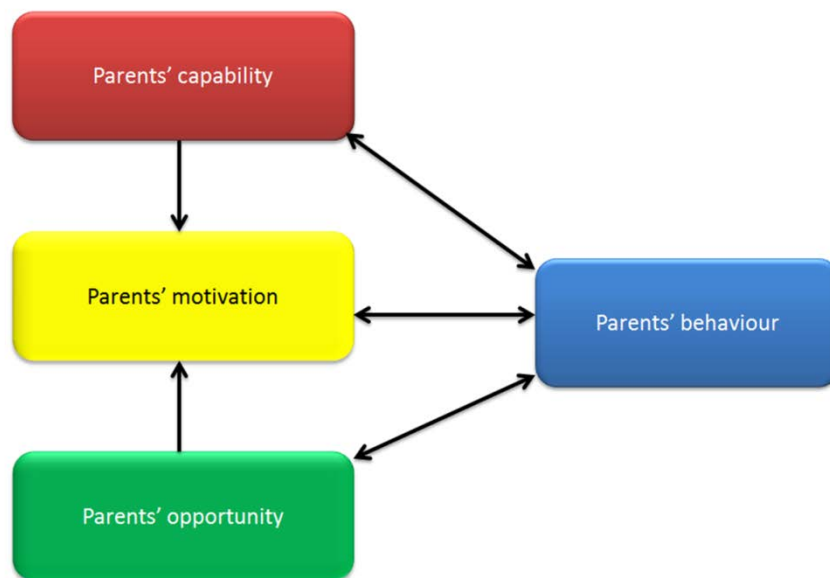 Parents’ capability
Parents’ motivation
Parents’ behaviour
Parents’ opportunity